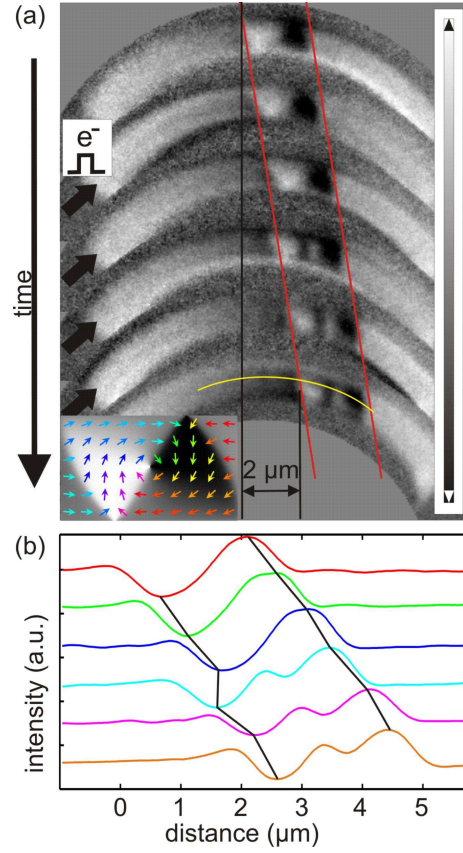 (a)
e-
time
2 µm
(b)
intensity (a.u.)
0 1 2 3 4 5
distance (µm)